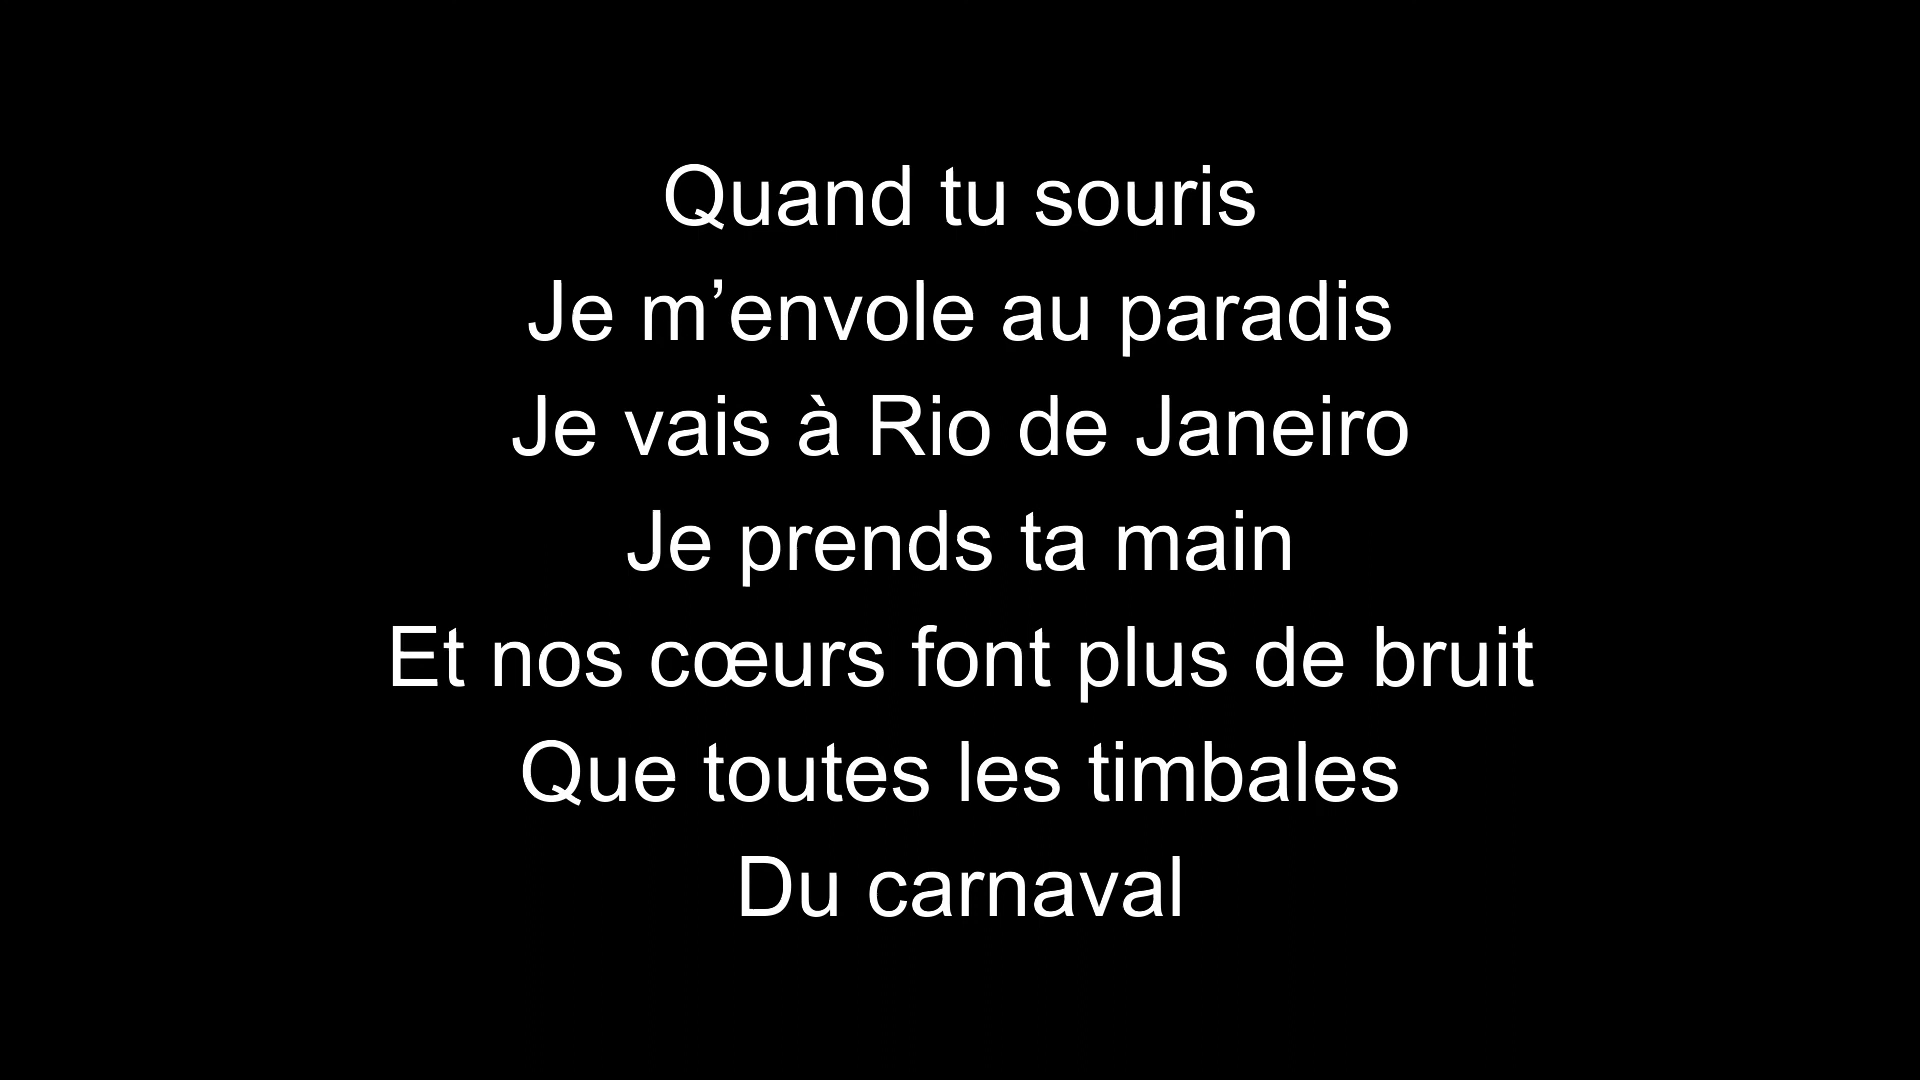 Quand tu souris
Je m’envole au paradis
Je vais à Rio de Janeiro
Je prends ta main
Et nos cœurs font plus de bruit
Que toutes les timbales
Du carnaval